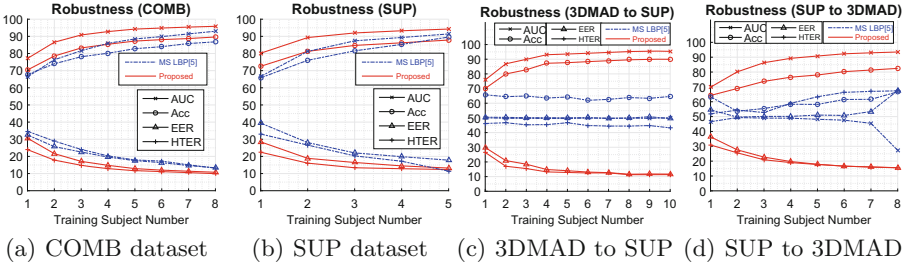 Robustness (COMB)
100
90
80
70
60
50
40
30
20
10
0
MS LBP[5]
Proposed
AUC
Acc
EER
HTER
1 2 3 4 5 6 7 8
Training Subject Number
(a) COMB dataset
Robustness (SUP)
100
90
80
70
60
50
40
30
20
10
0
MS LBP[5]
Proposed
AUC
Acc
EER
HTER
1 2 3 4 5
Training Subject Number
(b) SUP dataset
Robustness (3DMAD to SUP)
AUC EER MS LBP[5]
Acc HTER Proposed
100
90
80
70
60
50
40
30
20
10
0
1 2 3 4 5 6 7 8 9 10
Training Subject Number
(c) 3DMAD to SUP
Robustness (SUP to 3DMAD)
AUC EER MS LBP[5]
Acc HTER Proposed
100
90
80
70
60
50
40
30
20
10
0
1 2 3 4 5 6 7 8
Training Subject Number
(d) SUP to 3DMAD